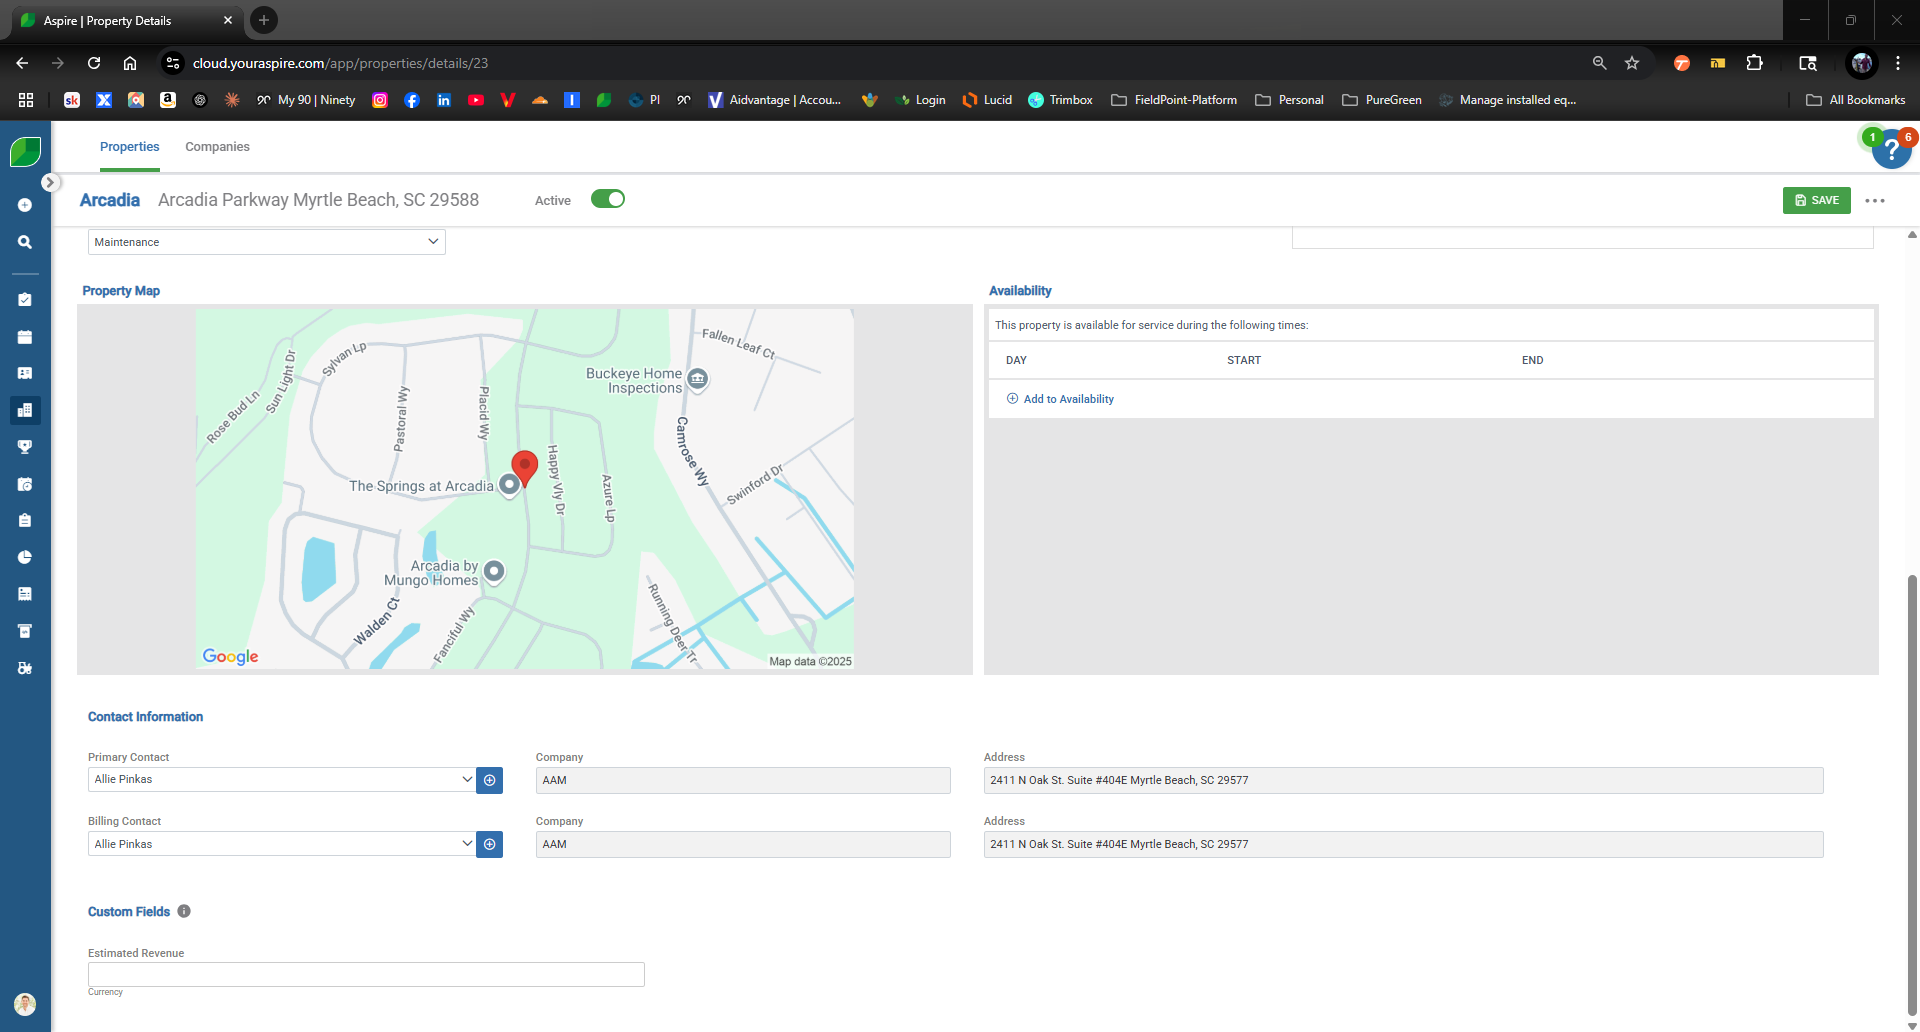 Aspire | Property Details
cloud.youraspire.com/app/properties/details/23
sk
a
My 90 | Ninety
PI
Aidvantage | Accou...
Login
Lucid
Trimbox
FieldPoint-Platform
Personal
PureGreen
Manage installed eq...
All Bookmarks
Properties
Companies
1
?
6
Arcadia
Arcadia Parkway Myrtle Beach, SC 29588
Active
SAVE
Maintenance
Property Map
Availability
This property is available for service during the following times:
DAY
START
END
Add to Availability
Fallen Leaf Ct
Sylvan Lp
Sun Light Dr
Rose Bud Ln
Pastoral Wy
Placid Wy
Buckeye Home
Inspections
Camrose Wy
Swinford Dr
Happy Vly Dr
Azure Lp
The Springs at Arcadia
Arcadia by
Mungo Homes
Walden Ct
Fanciful Wy
Running Deer Tr
Google
Map data ©2025
Contact Information
Primary Contact
Company
Address
Allie Pinkas
AAM
2411 N Oak St. Suite #404E Myrtle Beach, SC 29577
Billing Contact
Company
Address
Allie Pinkas
AAM
2411 N Oak St. Suite #404E Myrtle Beach, SC 29577
Custom Fields
Estimated Revenue
Currency